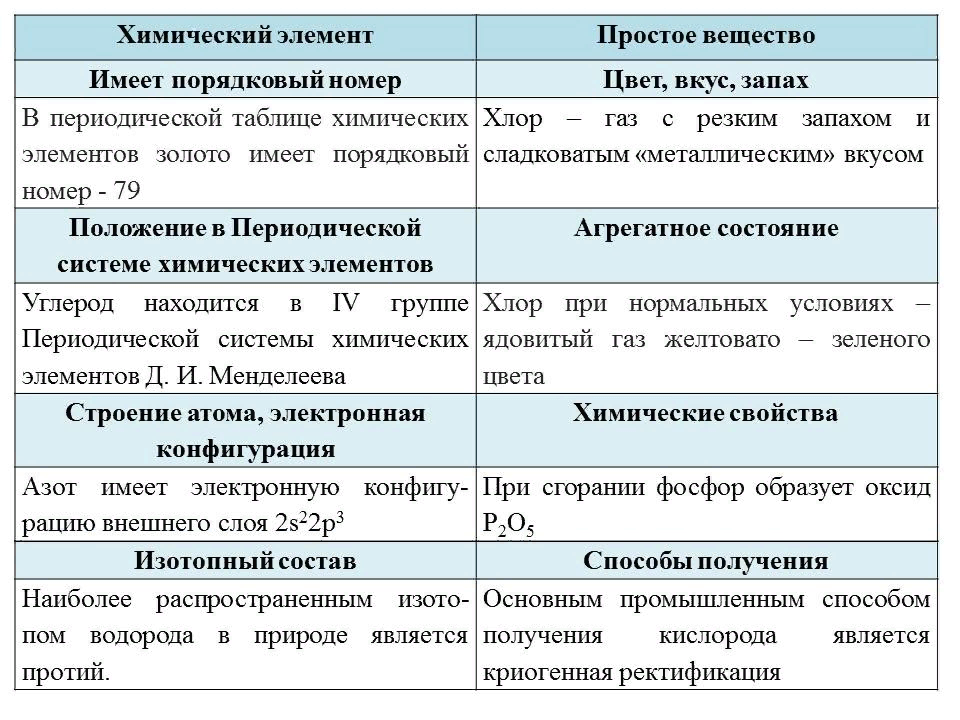 Химический элемент
Простое вещество
Имеет порядковый номер
Цвет, вкус, запах
В периодической таблице химических
элементов золото имеет порядковый
номер - 79
Хлор – газ с резким запахом и
сладковатым «металлическим» вкусом
Положение в Периодической
системе химических элементов
Агрегатное состояние
Углерод находится в IV группе
Периодической системы химических
элементов Д. И. Менделеева
Хлор при нормальных условиях –
ядовитый газ желтовато – зеленого
цвета
Строение атома, электронная
конфигурация
Химические свойства
Азот имеет электронную конфигу-
рацию внешнего слоя 2s²2p³
При сгорании фосфор образует оксид
P₂O₅
Изотопный состав
Способы получения
Наиболее распространенным изото-
пом водорода в природе является
протий.
Основным промышленным способом
получения кислорода является
криогенная ректификация